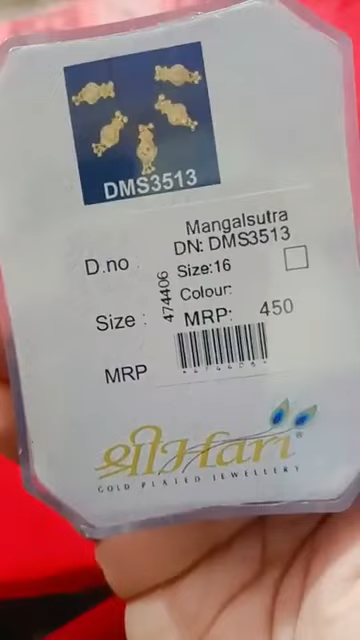 DMS3513
Mangalsutra
D.no DN: DMS3513
Size:16
474406
Colour:
Size : MRP: 450
MRP
श्रीHari®
GOLD PLATED JEWELLERY